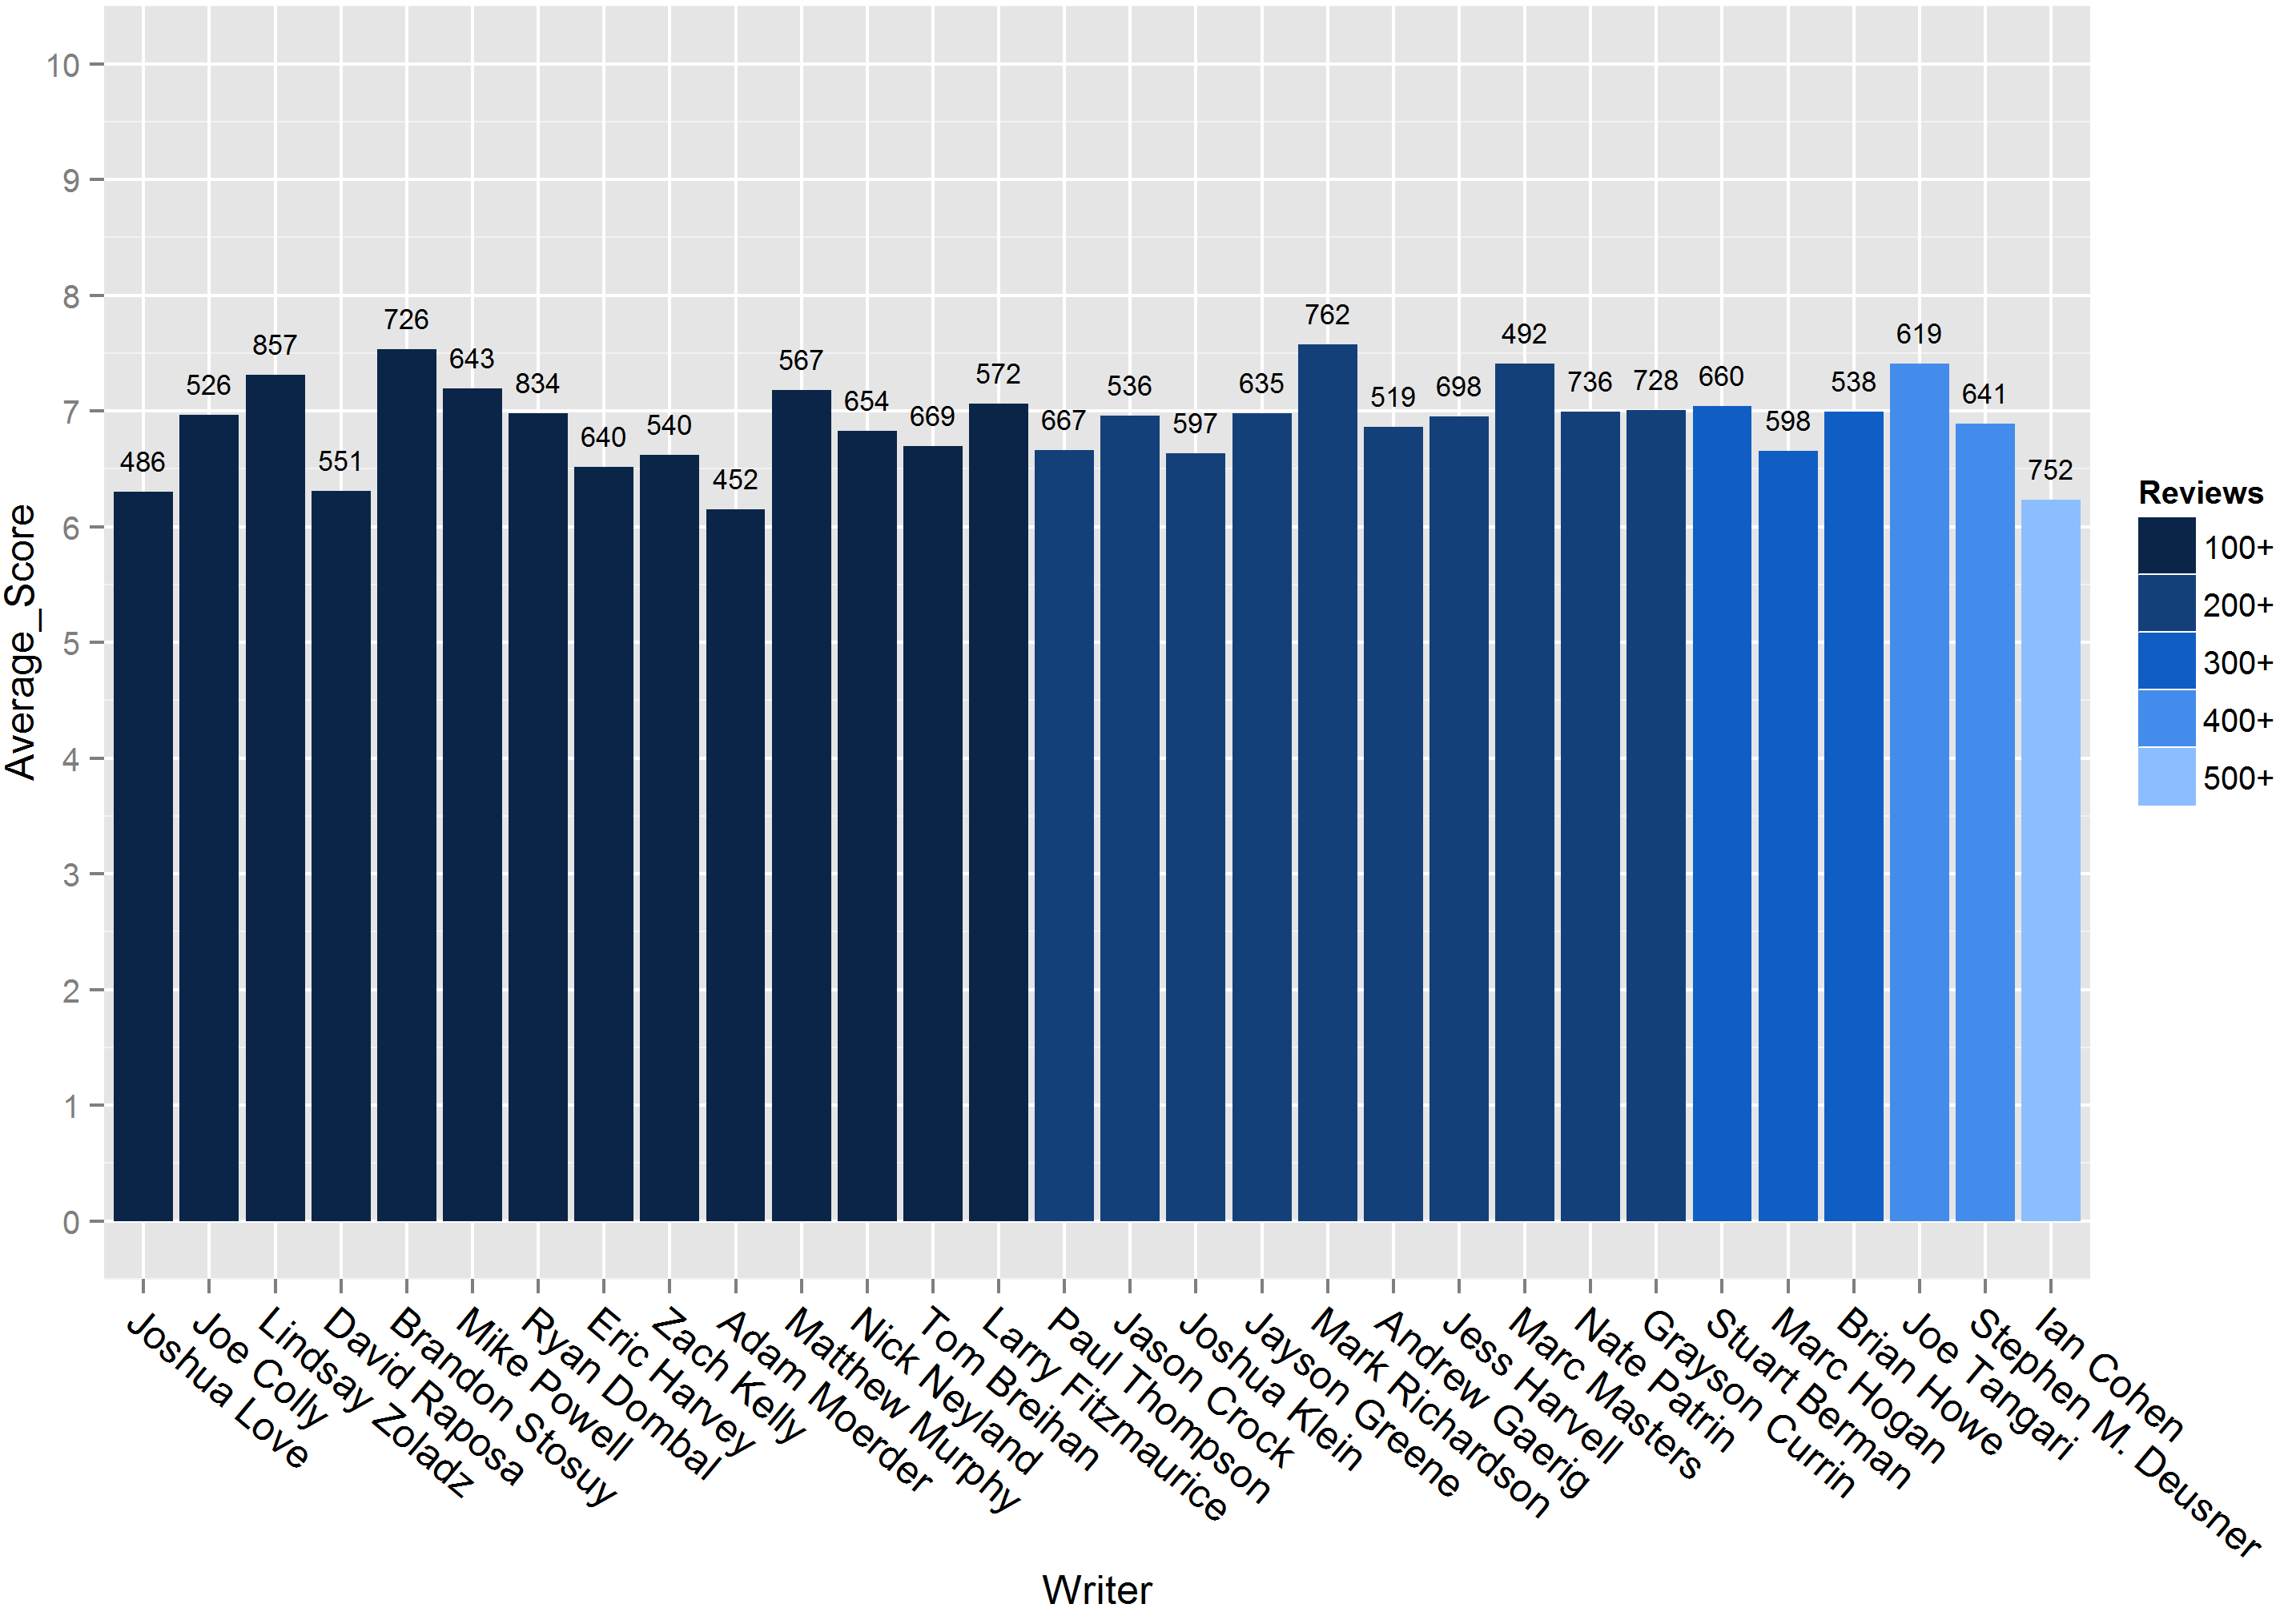 10
9
8
7
6
5
4
3
2
1
0
Average_Score
486
526
857
551
726
643
834
640
540
452
567
654
669
572
667
536
597
635
762
519
698
492
736
728
660
598
538
619
641
752
Joshua Love
Joe Colly
Lindsay Zoladz
David Raposa
Brandon Stosuy
Mike Powell
Ryan Dombal
Eric Harvey
Zach Kelly
Adam Moerder
Matthew Murphy
Nick Neyland
Tom Breihan
Larry Fitzmaurice
Paul Thompson
Jason Crock
Joshua Klein
Jayson Greene
Mark Richardson
Andrew Gaerig
Jess Harvell
Marc Masters
Nate Patrin
Grayson Currin
Stuart Berman
Marc Hogan
Brian Howe
Joe Tangari
Stephen M. Deusner
Ian Cohen
Writer
Reviews
100+
200+
300+
400+
500+